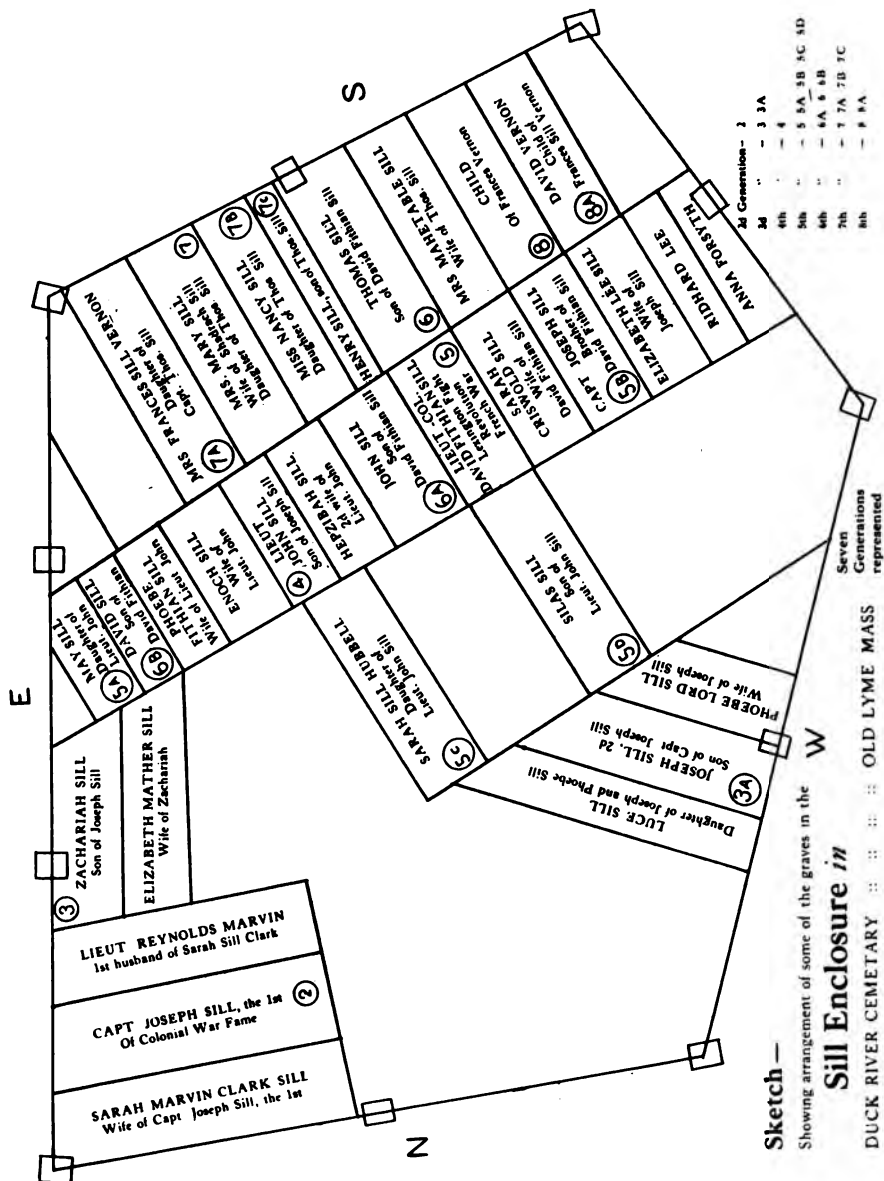 E
S
N
W
MRS FRANCES SILL VERNON
Daughter of
Capt. Thos. Sill
7A
7
MRS. MARY SILL
Wife of Shadrach Sill
Daughter of Thos. Sill
7B
MISS NANCY SILL
Daughter of Thos Sill
7c
HENRY SILL, son of Thos. Sill
THOMAS SILL
Son of David Fithian Sill
6
MRS MAHETABLE SILL
Wife of Thos. Sill
CHILD
Of Frances Vernon
8
DAVID VERNON
Child of
Frances Sill Vernon
8A
MAY SILL
Daughter of
Lieut. John
5A
DAVID SILL
Son of
David Fithian
6B
PHOEBE
FITHIAN SILL
Wife of Lieut John
ENOCH SILL
Wife of
Lieut. John
4
LIEUT
JOHN SILL
Son of Joseph Sill
HEPZIBAH SILL
2d wife of
Lieut. John
JOHN SILL
Son of
David Fithian Sill
6A
LIEUT-COL.
DAVID FITHIAN SILL
Lexington Fight
Revolution
French War
5
SARAH
CRISWOLD SILL
Wife of
David Fithian Sill
CAPT JOSEPH SILL
Brother of
David Fithian Sill
5B
ELIZABETH LEE SILL
Wife of
Joseph Sill
RIDHARD LEE
ANNA FORSYTH
ZACHARIAH SILL
Son of Joseph Sill
3
ELIZABETH MATHER SILL
Wife of Zachariah
LIEUT REYNOLDS MARVIN
1st husband of Sarah Sill Clark
CAPT JOSEPH SILL, the 1st
Of Colonial War Fame
2
SARAH MARVIN CLARK SILL
Wife of Capt Joseph Sill, the 1st
SARAH SILL HUBBELL
Daughter of
Lieut. John Sill
5c
SILAS SILL
Son of
Lieut. John Sill
5D
PHOEBE LORD SILL
Wife of Joseph Sill
JOSEPH SILL, 2d
Son of Capt Joseph Sill
3A
LUCE SILL
Daughter of Joseph and Phoebe Sill
Sketch —
Showing arrangement of some of the graves in the
Sill Enclosure in
DUCK RIVER CEMETARY :: :: :: :: :: OLD LYME MASS
Seven
Generations
represented
2d Generation - 2
3d " - 3 3A
4th " - 4
5th " - 5 5A 5B 5C 5D
6th " - 6A 6 6B
7th " - 7 7A 7B 7C
8th " - 8 8A